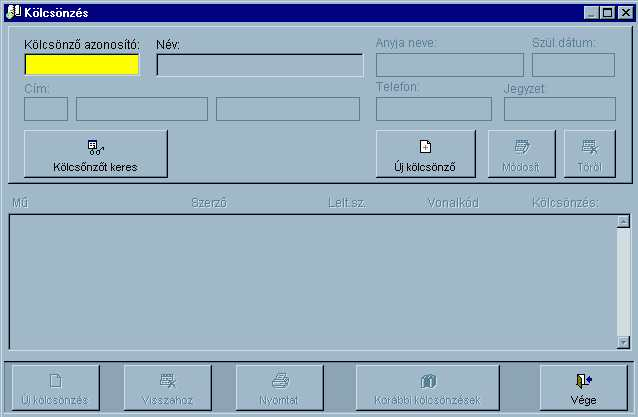 Kölcsönzés
Kölcsönző azonosító: Név: Anyja neve: Szül.dátum:
Cím: Telefon: Jegyzet:
Kölcsönzőt keres Új kölcsönző Módosít Töröl
Mű Szerző Lelt.sz. Vonalkód Kölcsönzés:
Új kölcsönzés Visszahoz Nyomtat Korábbi kölcsönzések Vége